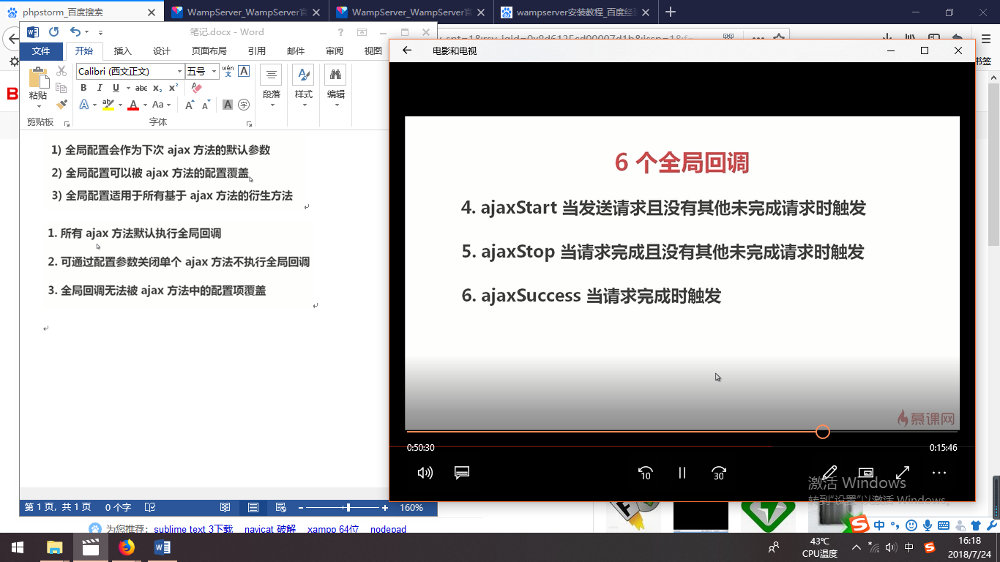 phpstorm_百度搜索
WampServer_WampServer官
WampServer_WampServer官
wampserver安装教程_百度经
笔记.docx - Word
文件 开始 插入 设计 页面布局 引用 邮件 审阅 视图
Calibri (西文正文) 五号
粘贴
段落
样式
编辑
剪贴板
字体
书签
1) 全局配置会作为下次 ajax 方法的默认参数
2) 全局配置可以被 ajax 方法的配置覆盖
3) 全局配置适用于所有基于 ajax 方法的衍生方法
1. 所有 ajax 方法默认执行全局回调
2. 可通过配置参数关闭单个 ajax 方法不执行全局回调
3. 全局回调无法被 ajax 方法中的配置项覆盖
第 1 页, 共 1 页 0 个字
160%
电影和电视
6 个全局回调
4. ajaxStart 当发送请求且没有其他未完成请求时触发
5. ajaxStop 当请求完成且没有其他未完成请求时触发
6. ajaxSuccess 当请求完成时触发
慕课网
0:50:30
0:15:46
10
30
激活 Windows
转到"设置"以激活 Windows。
为您推荐: sublime text 3下载 navicat 破解 xampp 64位 nodepad
中
43℃
CPU温度
中
16:18
2018/7/24